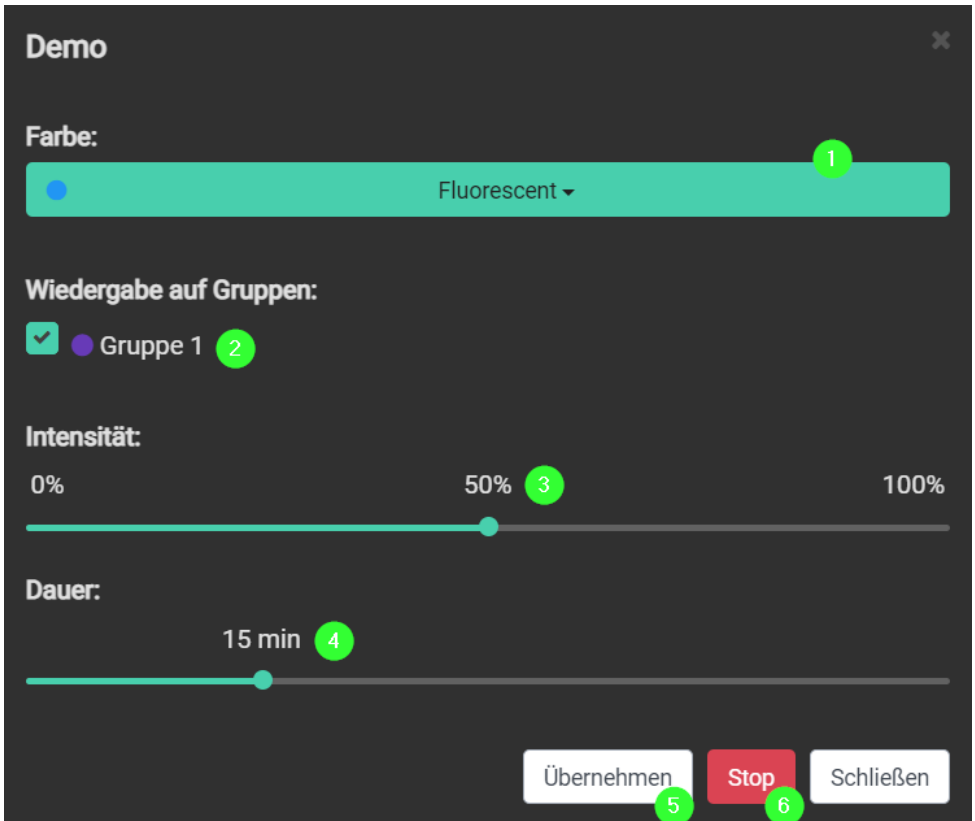 Demo
Farbe:
1
Fluorescent
Wiedergabe auf Gruppen:
Gruppe 1 2
Intensität:
0% 50% 3 100%
Dauer:
15 min 4
Übernehmen Stop Schließen
5 6